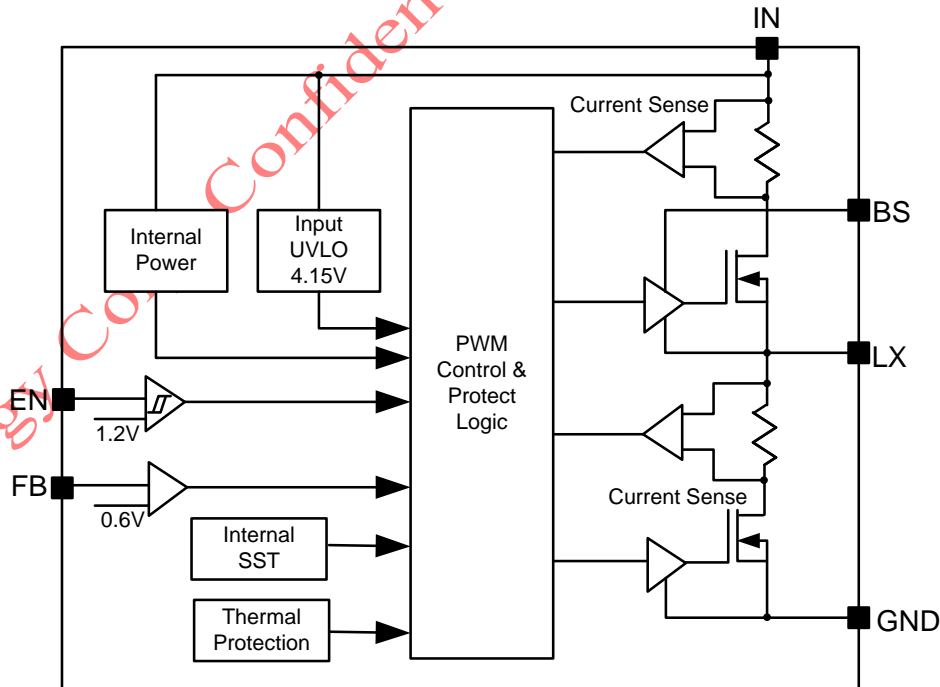 IN
Current Sense
BS
Internal
Power
Input
UVLO
4.15V
PWM
Control &
Protect
Logic
LX
EN
1.2V
FB
0.6V
Current Sense
Internal
SST
Thermal
Protection
GND